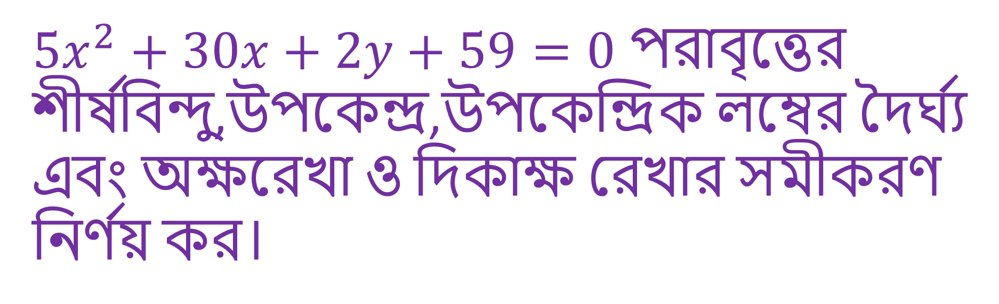 5x² + 30x + 2y + 59 = 0 পরাবৃত্তের
শীর্ষবিন্দু,উপকেন্দ্র,উপকেন্দ্রিক লম্বের দৈর্ঘ্য
এবং অক্ষরেখা ও দিকাক্ষ রেখার সমীকরণ
নির্ণয় কর।